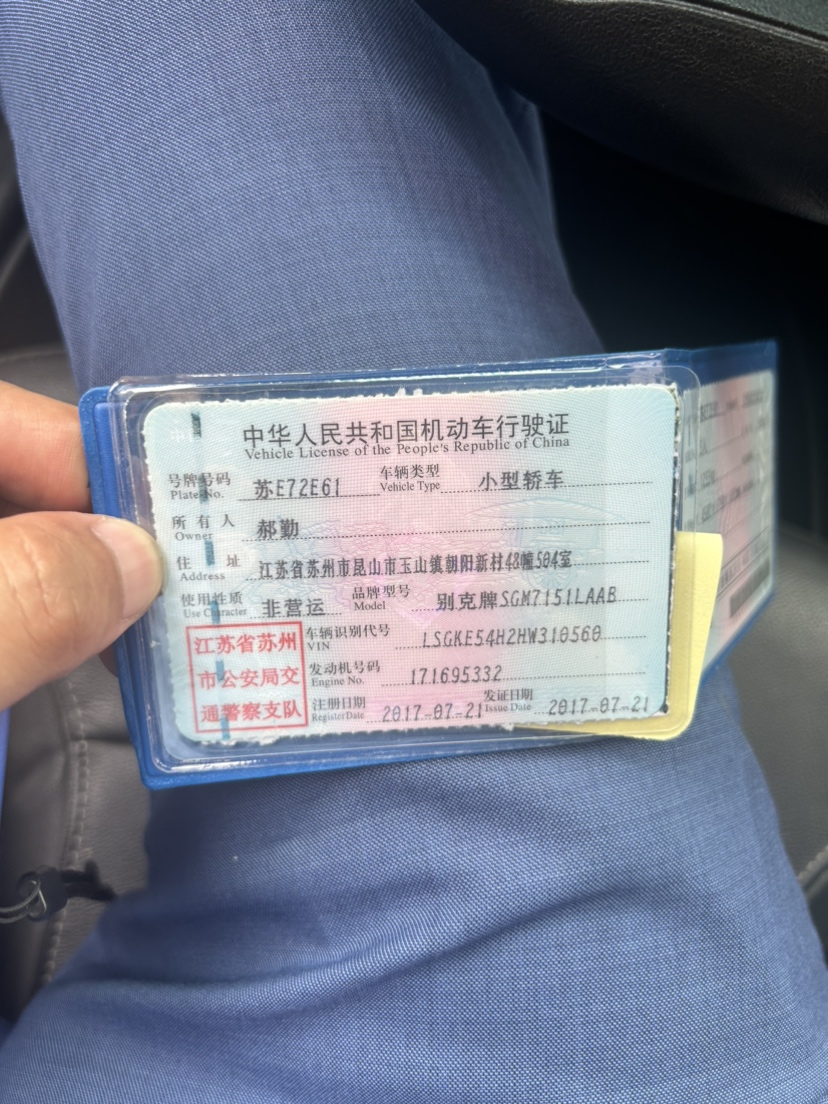 中华人民共和国机动车行驶证
Vehicle License of the People's Republic of China
号牌号码 苏E72E61 车辆类型 小型轿车
Plate No. Vehicle Type
所有人 郝勤
Owner
住址 江苏省苏州市昆山市玉山镇朝阳新村48幢504室
Address
使用性质 非营运 品牌型号 别克牌SGM7151LAAB
Use Character Model
江苏省苏州 车辆识别代号 LSGKE54H2HW310560
VIN
市公安局交 发动机号码 171695332
Engine No.
通警察支队 注册日期 2017-07-21 发证日期 2017-07-21
Register Date Issue Date